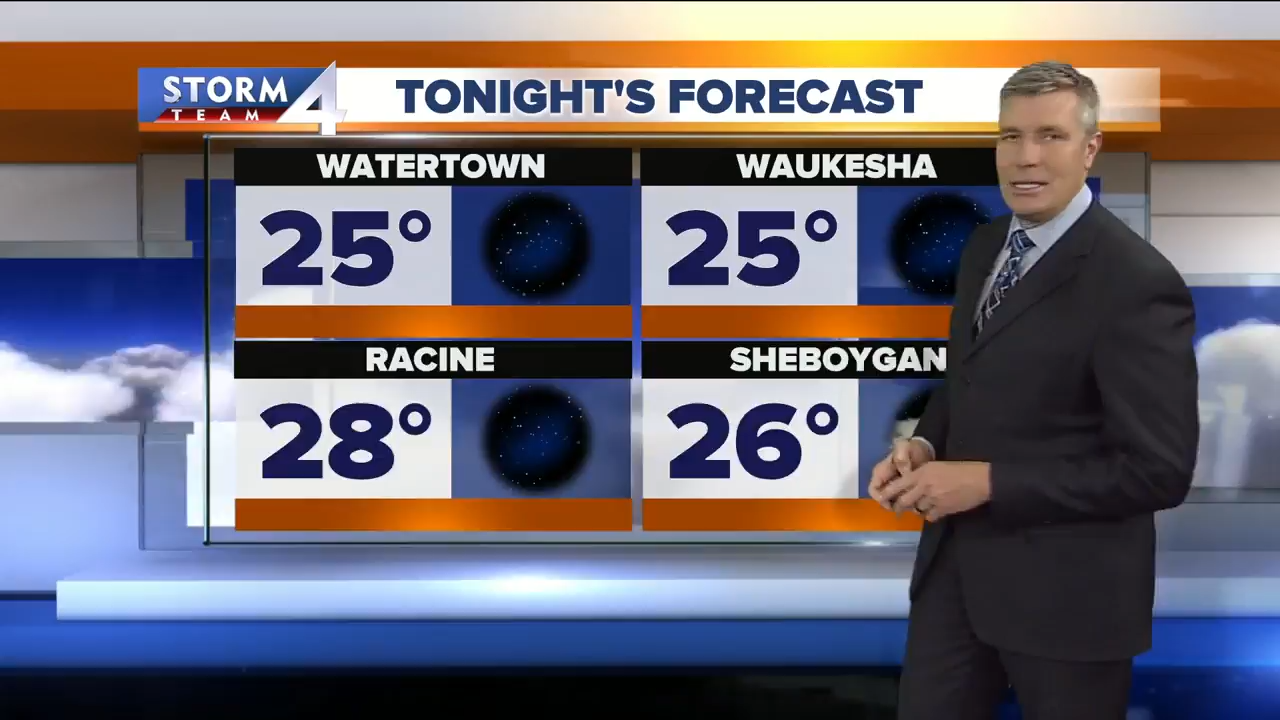 STORM
TEAM
4
TONIGHT'S FORECAST
WATERTOWN
WAUKESHA
25°
25°
RACINE
SHEBOYGAN
28°
26°